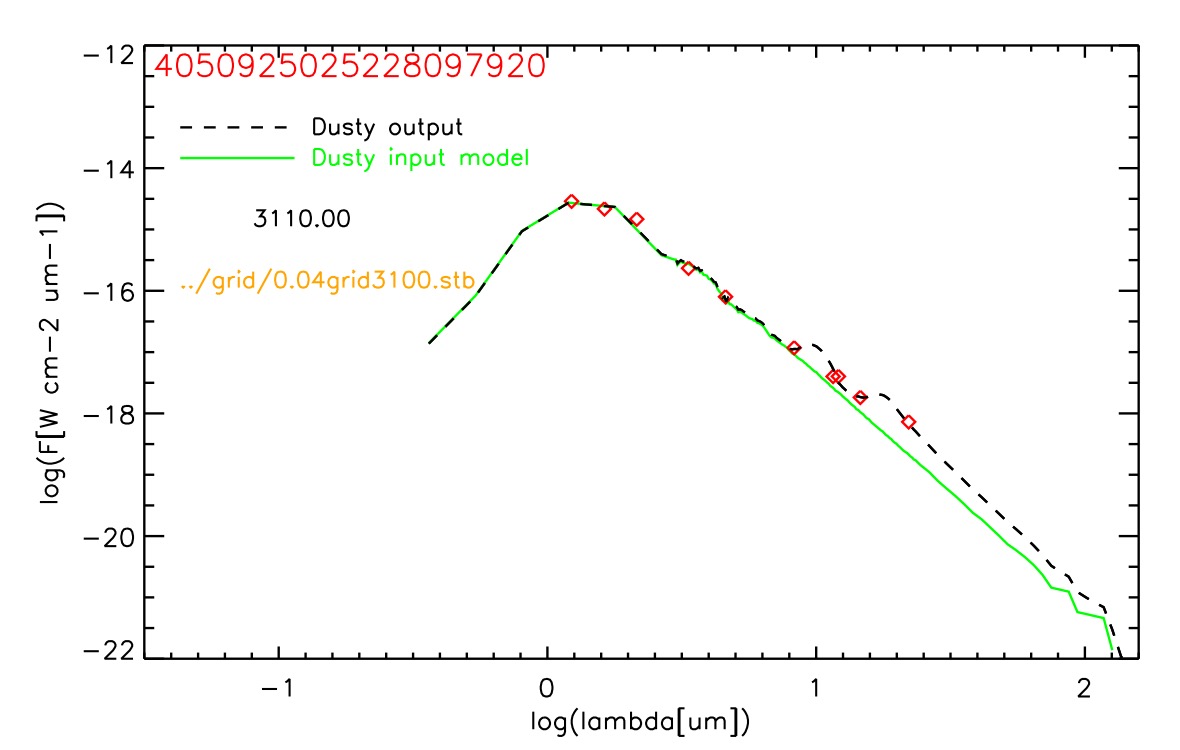 4050925025228097920
Dusty output
Dusty input model
3110.00
../grid/0.04grid3100.stb
−12
−14
−16
−18
−20
−22
log(F[W cm−2 um−1])
−1
0
1
2
log(lambda[um])